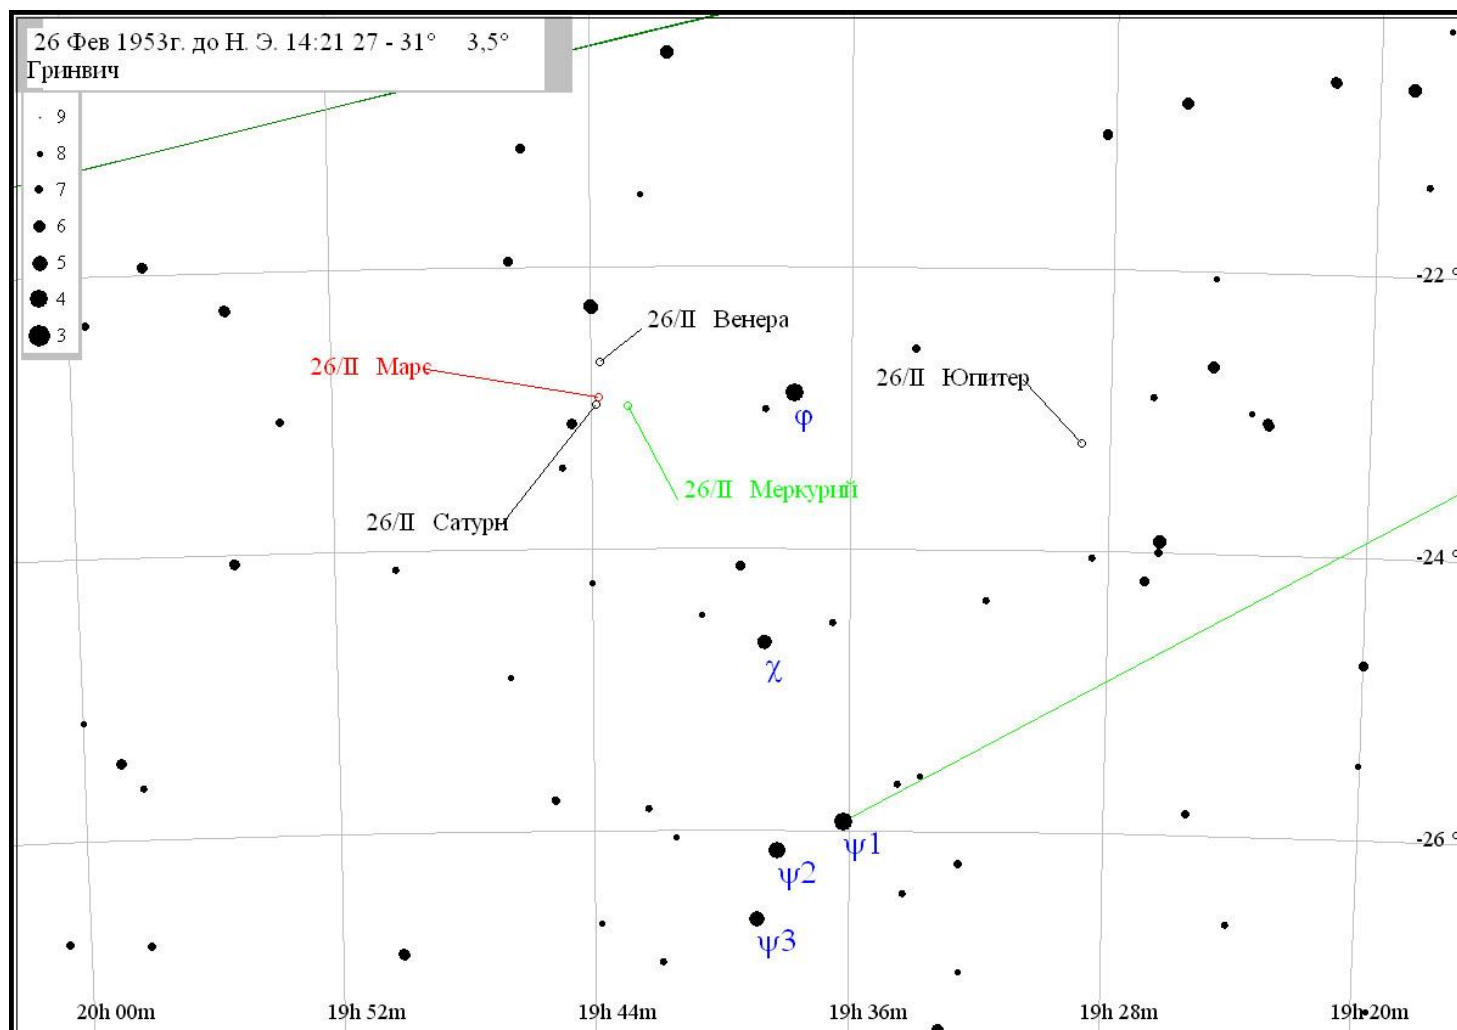 26 Фев 1953г. до Н. Э. 14:21 27 - 31° 3,5°
Гринвич
9
8
7
6
5
4
3
-22 °
26/II Венера
26/II Марс
26/II Юпитер
φ
26/II Меркурий
26/II Сатурн
-24 °
χ
-26 °
ψ1
ψ2
ψ3
20h 00m
19h 52m
19h 44m
19h 36m
19h 28m
19h 20m